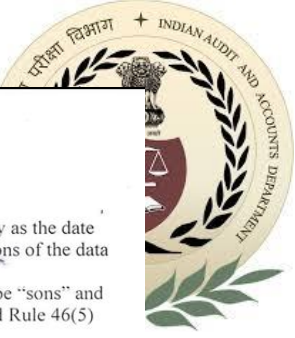 परीक्षा विभाग
INDIAN AUDIT AND ACCOUNTS DEPARTMENT
y as the date
ons of the data
be “sons” and
d Rule 46(5)